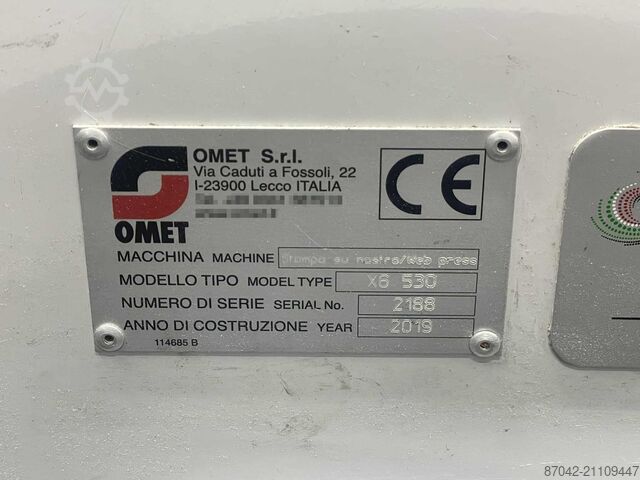 OMET S.r.l.
Via Caduti a Fossoli, 22
I-23900 Lecco ITALIA
OMET
CE
MACCHINA MACHINE Stampa su nastro/Web press
MODELLO TIPO MODEL TYPE X6 530
NUMERO DI SERIE SERIAL No. 2188
ANNO DI COSTRUZIONE YEAR 2019
114685 B
87042-21109447